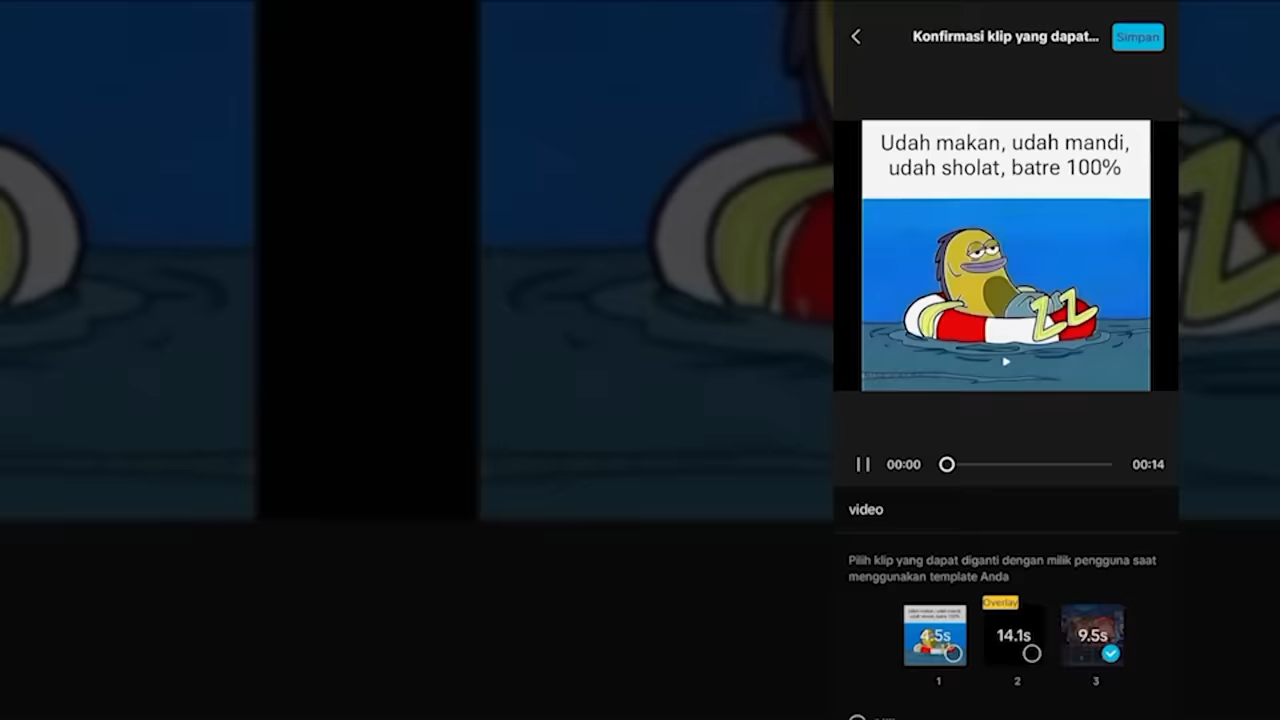 Konfirmasi klip yang dapat...
Simpan
Udah makan, udah mandi,
udah sholat, batre 100%
00:00
00:14
video
Pilih klip yang dapat diganti dengan milik pengguna saat
menggunakan template Anda
Overlay
4.5s
14.1s
9.5s
1
2
3